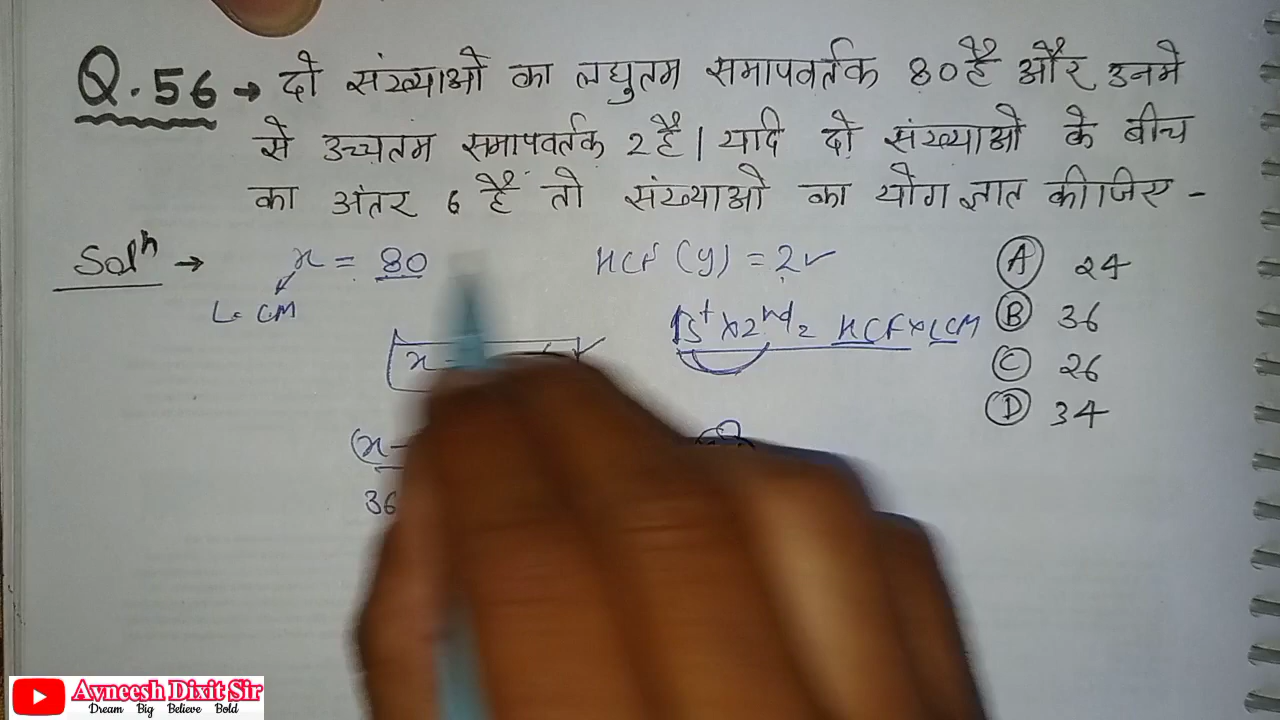 Q.56 → दो संख्याओं का लघुतम समापवर्तक 80 है और उनमे
से उच्चतम समापवर्तक 2 है। यदि दो संख्याओ के बीच
का अंतर 6 है तो संख्याओ का योग ज्ञात कीजिए -
Solⁿ → x = 80 HCF (y) = 2 ✓ (A) 24
L.CM 1st × 2nd = HCF × LCM (B) 36
(x - (C) 26
(D) 34
(x -
36
Avneesh Dixit Sir
Dream Big Believe Bold